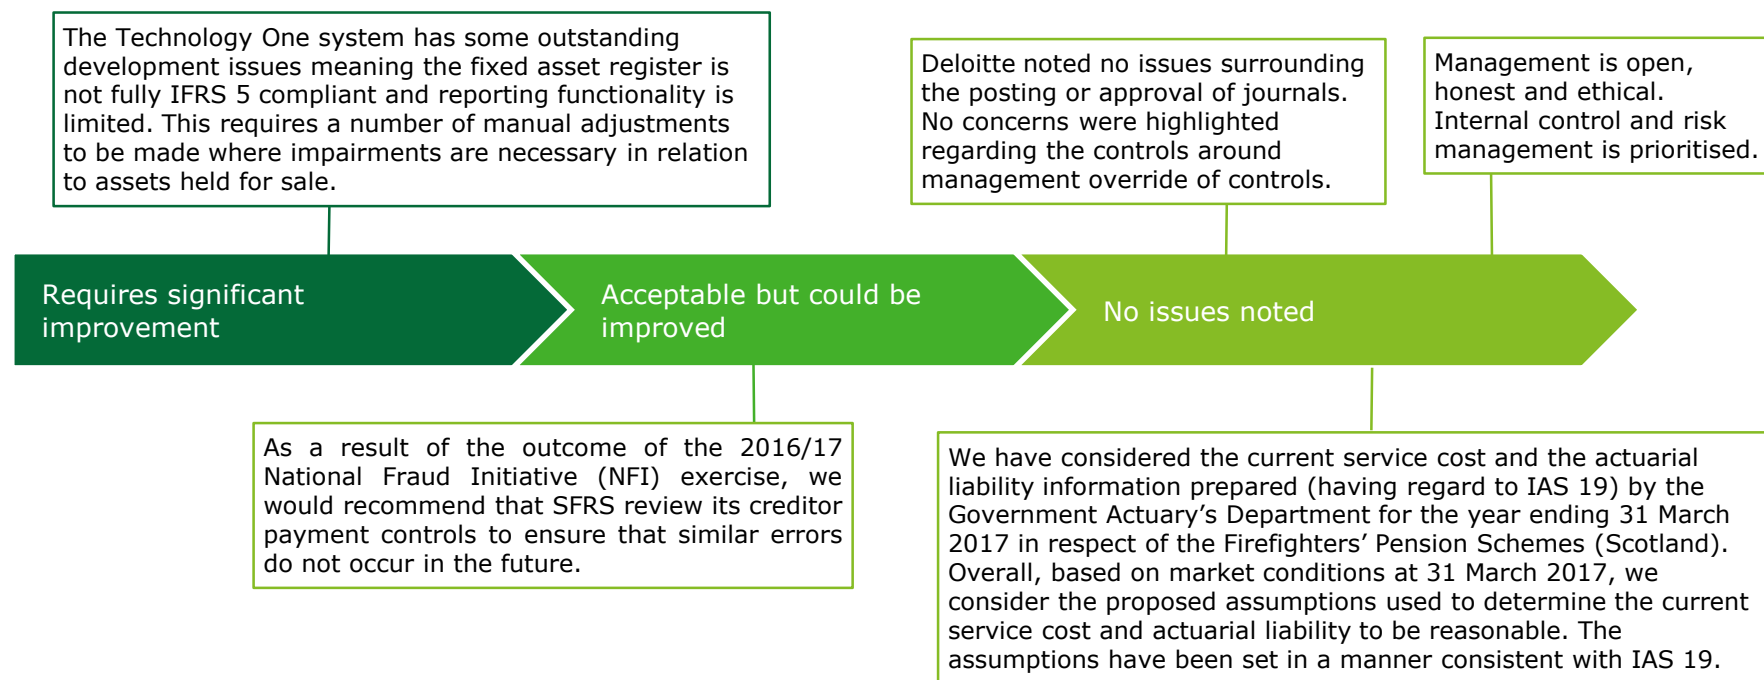 The Technology One system has some outstanding
development issues meaning the fixed asset register is
not fully IFRS 5 compliant and reporting functionality is
limited. This requires a number of manual adjustments
to be made where impairments are necessary in relation
to assets held for sale.
Deloitte noted no issues surrounding
the posting or approval of journals.
No concerns were highlighted
regarding the controls around
management override of controls.
Management is open,
honest and ethical.
Internal control and risk
management is prioritised.
Requires significant
improvement
Acceptable but could be
improved
No issues noted
As a result of the outcome of the 2016/17
National Fraud Initiative (NFI) exercise, we
would recommend that SFRS review its creditor
payment controls to ensure that similar errors
do not occur in the future.
We have considered the current service cost and the actuarial
liability information prepared (having regard to IAS 19) by the
Government Actuary’s Department for the year ending 31 March
2017 in respect of the Firefighters’ Pension Schemes (Scotland).
Overall, based on market conditions at 31 March 2017, we
consider the proposed assumptions used to determine the current
service cost and actuarial liability to be reasonable. The
assumptions have been set in a manner consistent with IAS 19.